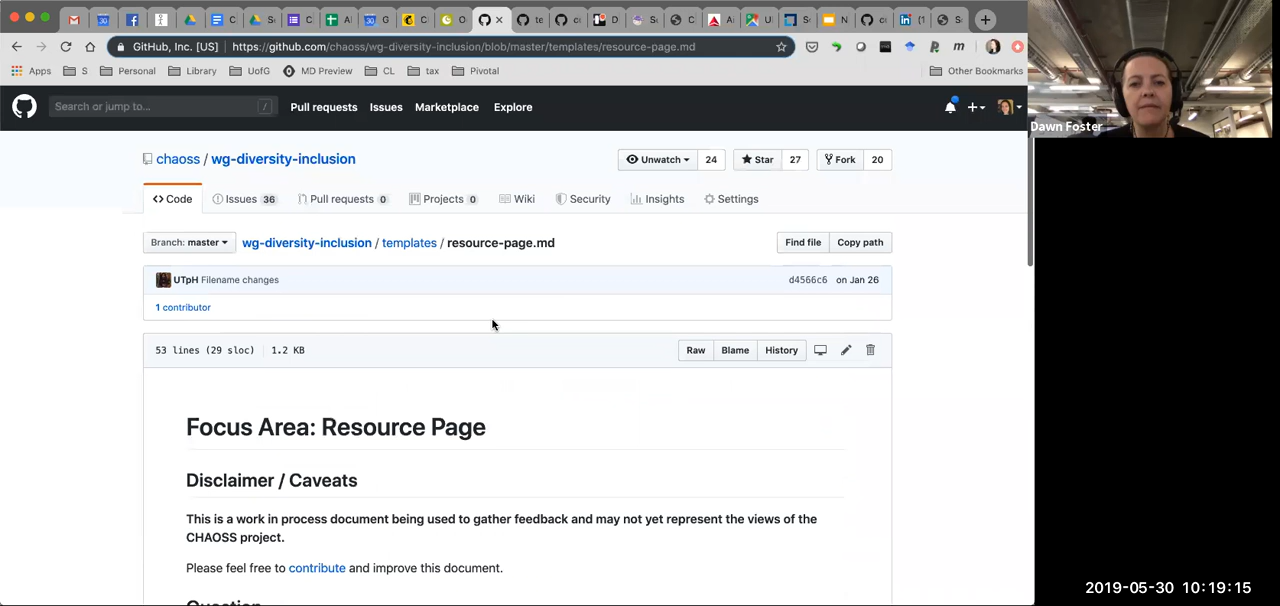 GitHub, Inc. [US] https://github.com/chaoss/wg-diversity-inclusion/blob/master/templates/resource-page.md
Apps S Personal Library UofG MD Preview CL tax Pivotal Other Bookmarks
Search or jump to... / Pull requests Issues Marketplace Explore
Dawn Foster
chaoss / wg-diversity-inclusion Unwatch 24 Star 27 Fork 20
Code Issues 36 Pull requests 0 Projects 0 Wiki Security Insights Settings
Branch: master wg-diversity-inclusion / templates / resource-page.md Find file Copy path
UTpH Filename changes d4566c6 on Jan 26
1 contributor
53 lines (29 sloc) 1.2 KB Raw Blame History
Focus Area: Resource Page
Disclaimer / Caveats
This is a work in process document being used to gather feedback and may not yet represent the views of the
CHAOSS project.
Please feel free to contribute and improve this document.
Question
2019-05-30 10:19:15